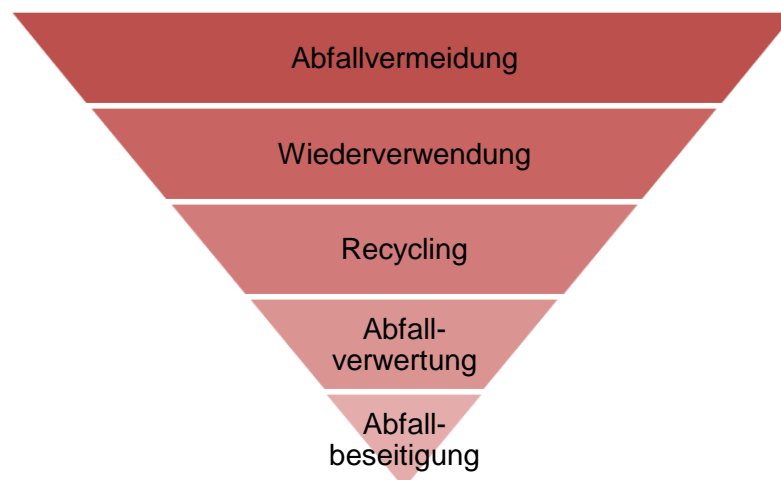 Abfallvermeidung
Wiederverwendung
Recycling
Abfall-
verwertung
Abfall-
beseitigung